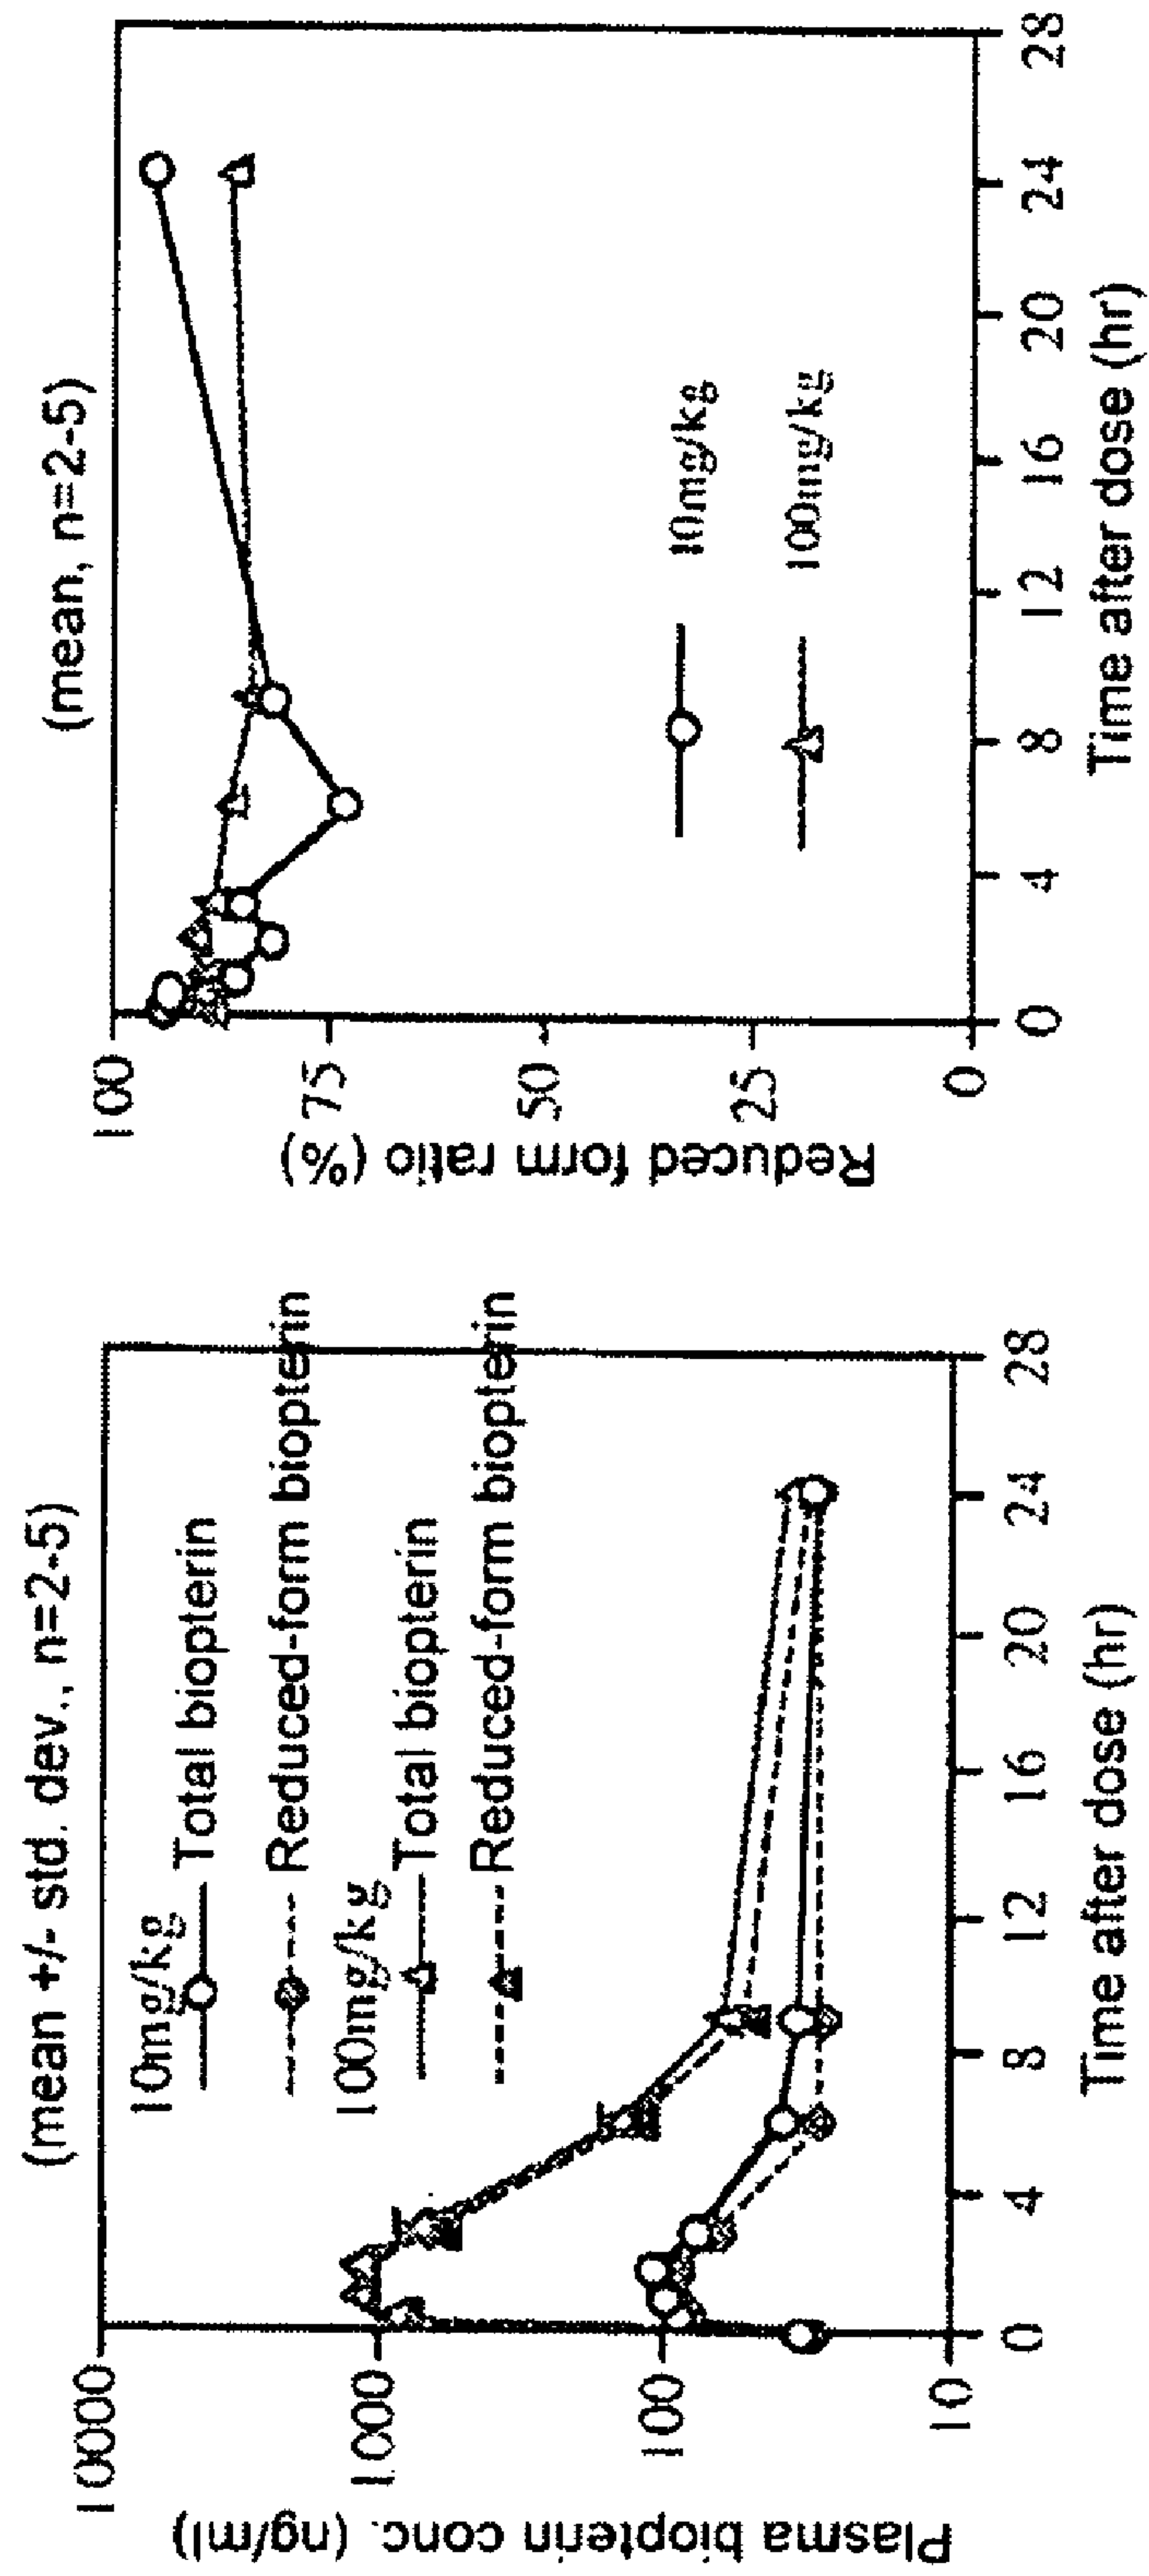 (mean +/- std. dev., n=2-5)
10mg/kg
Total biopterin
Reduced-form biopterin
100mg/kg
Total biopterin
Reduced-form biopterin
Plasma biopterin conc. (ng/ml)
10000
1000
100
10
0 4 8 12 16 20 24 28
Time after dose (hr)
(mean, n=2-5)
10mg/kg
100mg/kg
Reduced form ratio (%)
100
75
50
25
0
0 4 8 12 16 20 24 28
Time after dose (hr)